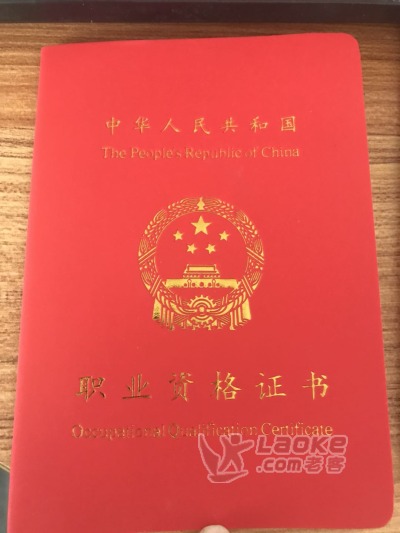 中华人民共和国
The People's Republic of China
职业资格证书
Occupational Qualification Certificate
Laoke
.com老客